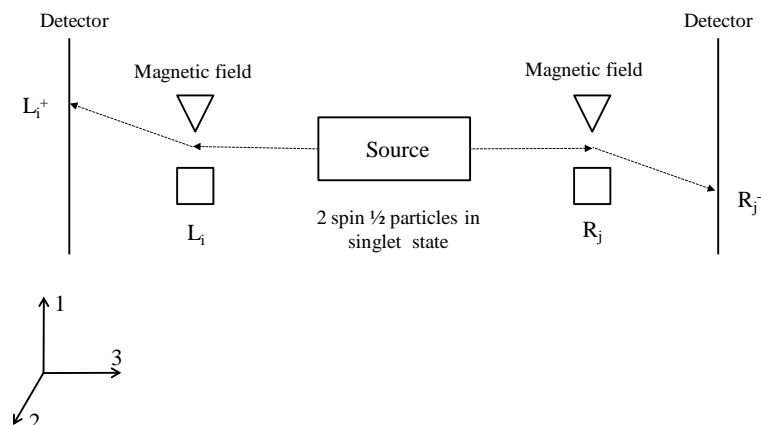 Detector
Detector
Magnetic field
Magnetic field
Lᵢ⁺
Source
Rⱼ⁻
Lᵢ
2 spin ½ particles in
singlet state
Rⱼ
1
3
2